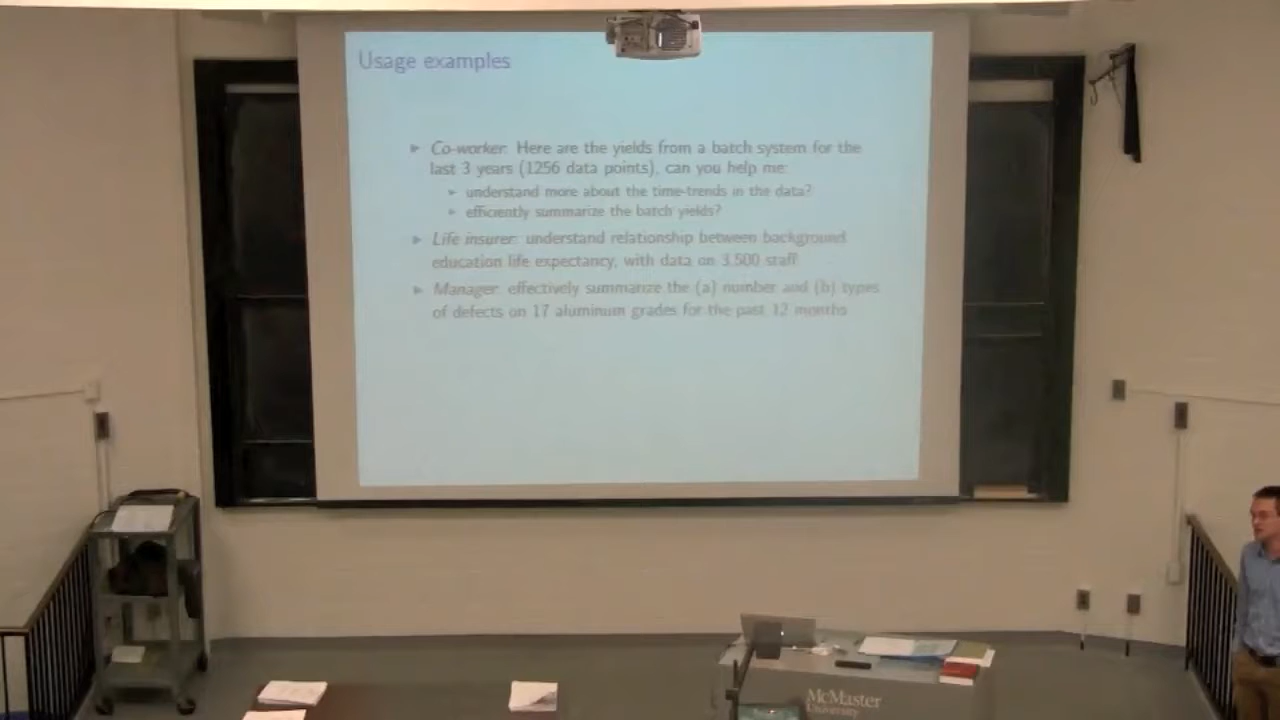 Usage examples
► Co-worker: Here are the yields from a batch system for the
last 3 years (1256 data points), can you help me:
► understand more about the time-trends in the data?
► efficiently summarize the batch yields?
► Life insurer: understand relationship between background
education life expectancy, with data on 3,500 staff
► Manager: effectively summarize the (a) number and (b) types
of defects on 17 aluminum grades for the past 12 months
McMaster
University